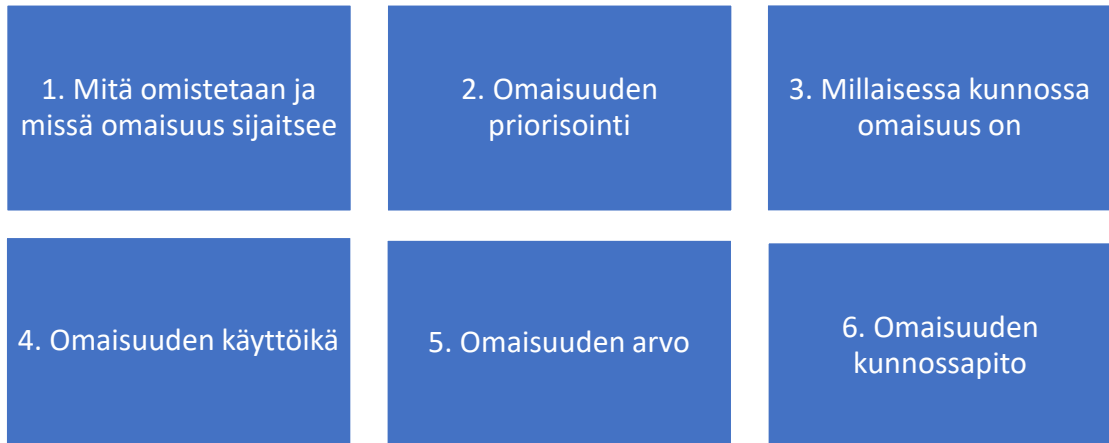 1. Mitä omistetaan ja
missä omaisuus sijaitsee
2. Omaisuuden
priorisointi
3. Millaisessa kunnossa
omaisuus on
4. Omaisuuden käyttöikä
5. Omaisuuden arvo
6. Omaisuuden
kunnossapito